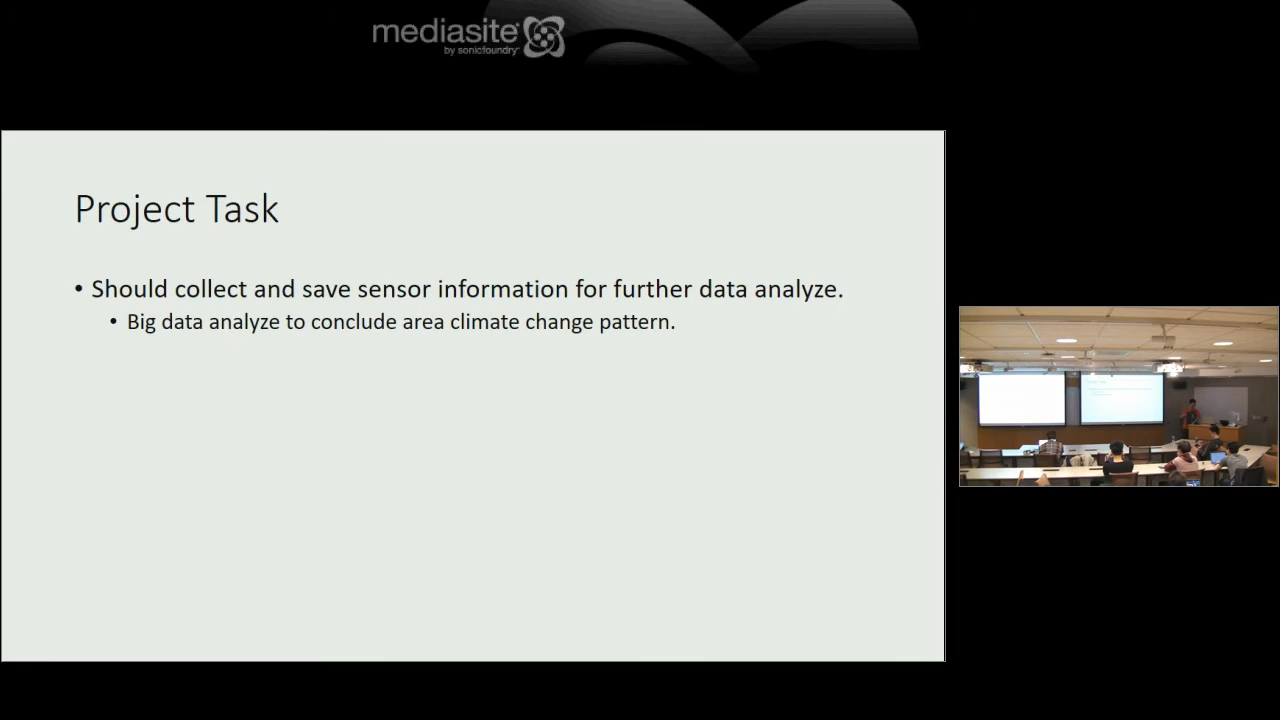 mediasite
by sonicfoundry
Project Task
• Should collect and save sensor information for further data analyze.
• Big data analyze to conclude area climate change pattern.